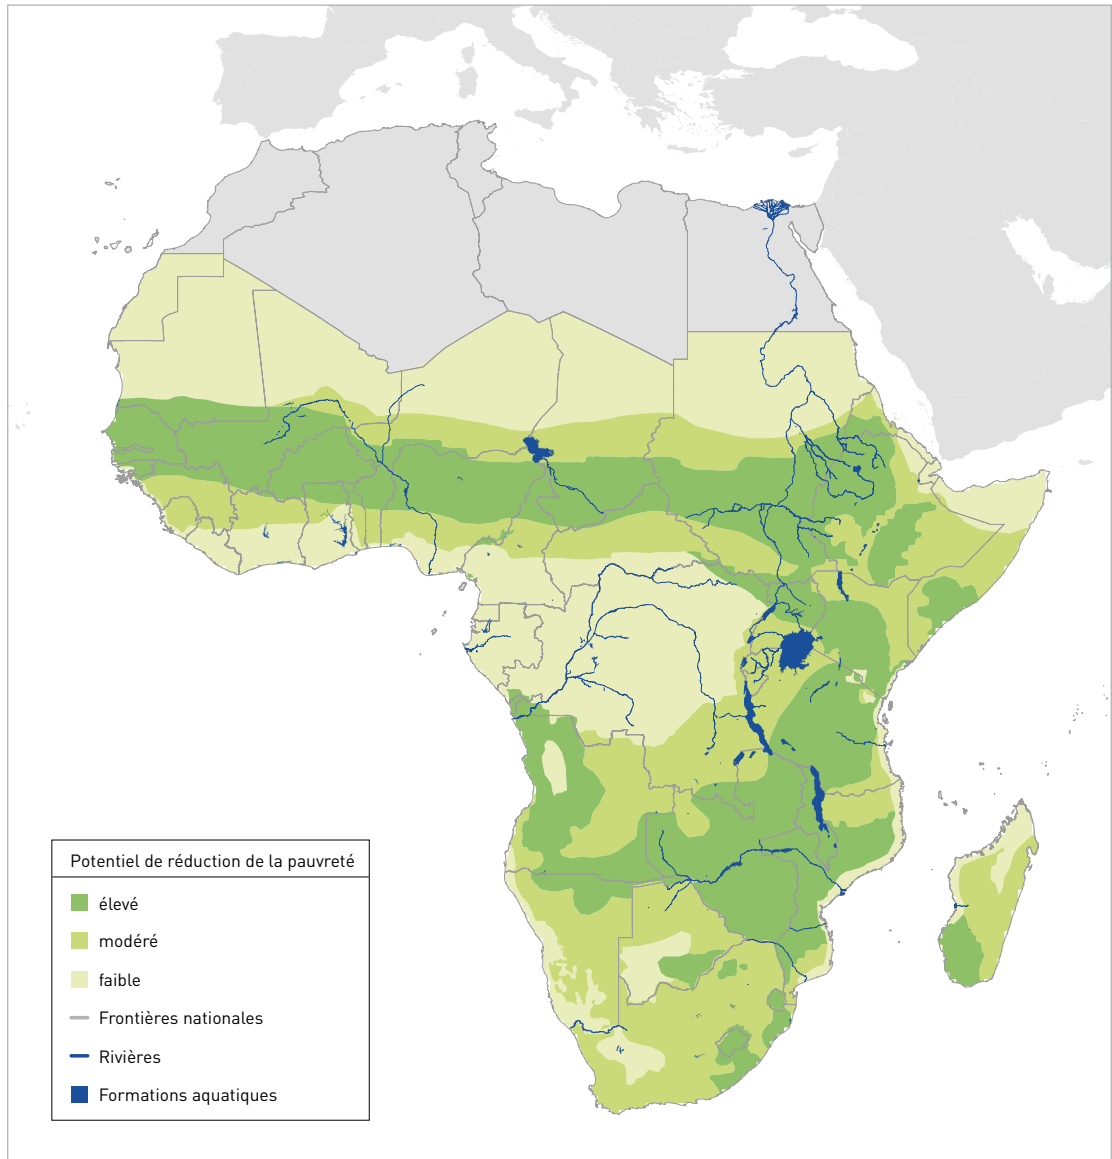 Potentiel de réduction de la pauvreté
élevé
modéré
faible
Frontières nationales
Rivières
Formations aquatiques